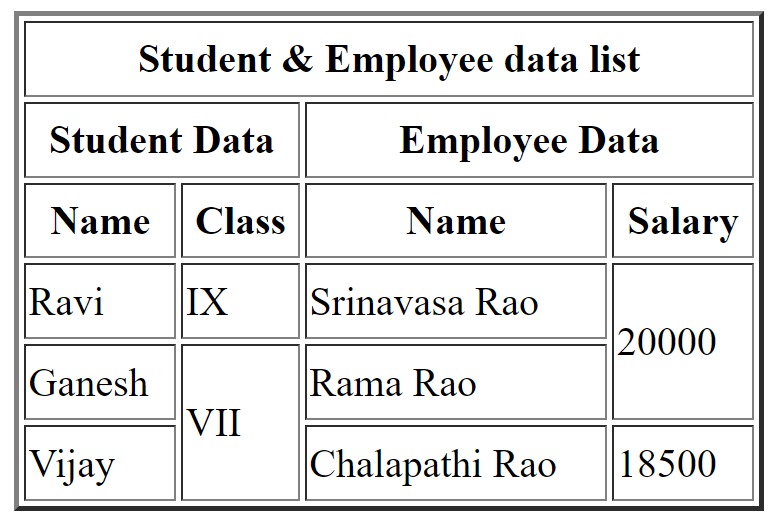 Student & Employee data list
Student Data Employee Data
Name Class Name Salary
Ravi IX Srinavasa Rao 20000
Ganesh VII Rama Rao
Vijay Chalapathi Rao 18500